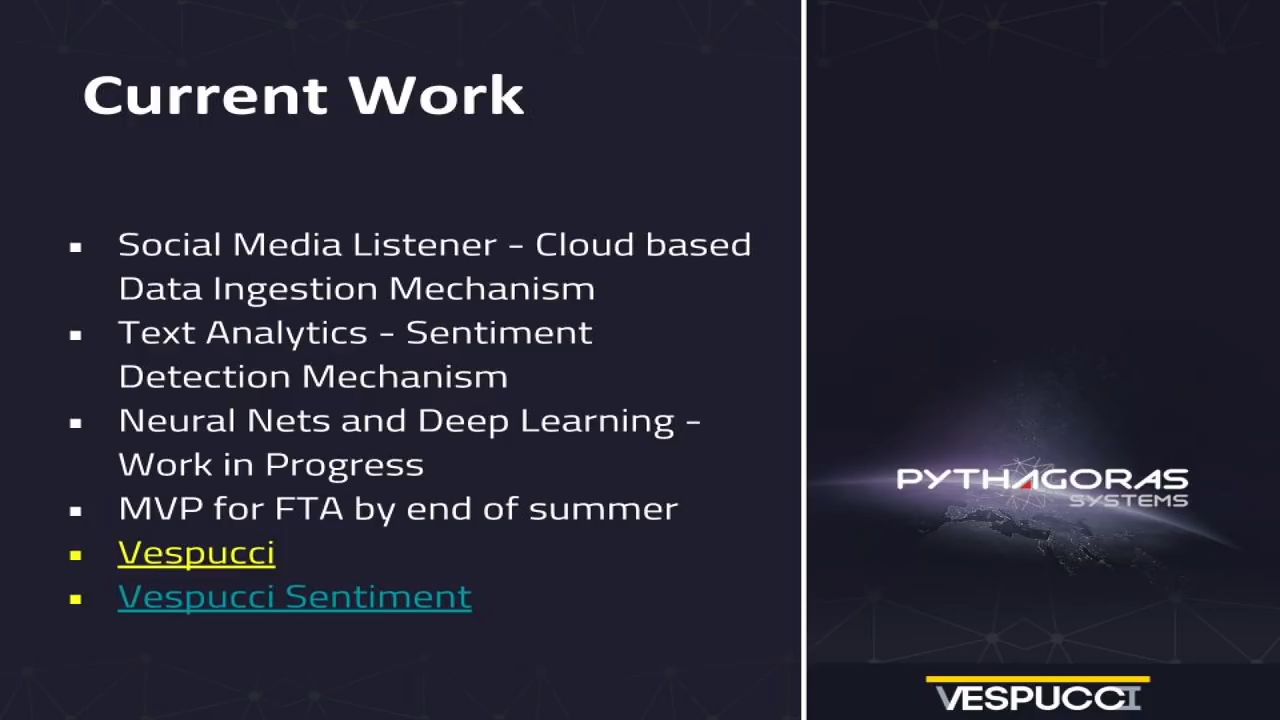 Current Work
Social Media Listener - Cloud based
Data Ingestion Mechanism
Text Analytics - Sentiment
Detection Mechanism
Neural Nets and Deep Learning -
Work in Progress
MVP for FTA by end of summer
Vespucci
Vespucci Sentiment
PYTHAGORAS
SYSTEMS
VESPUCCI